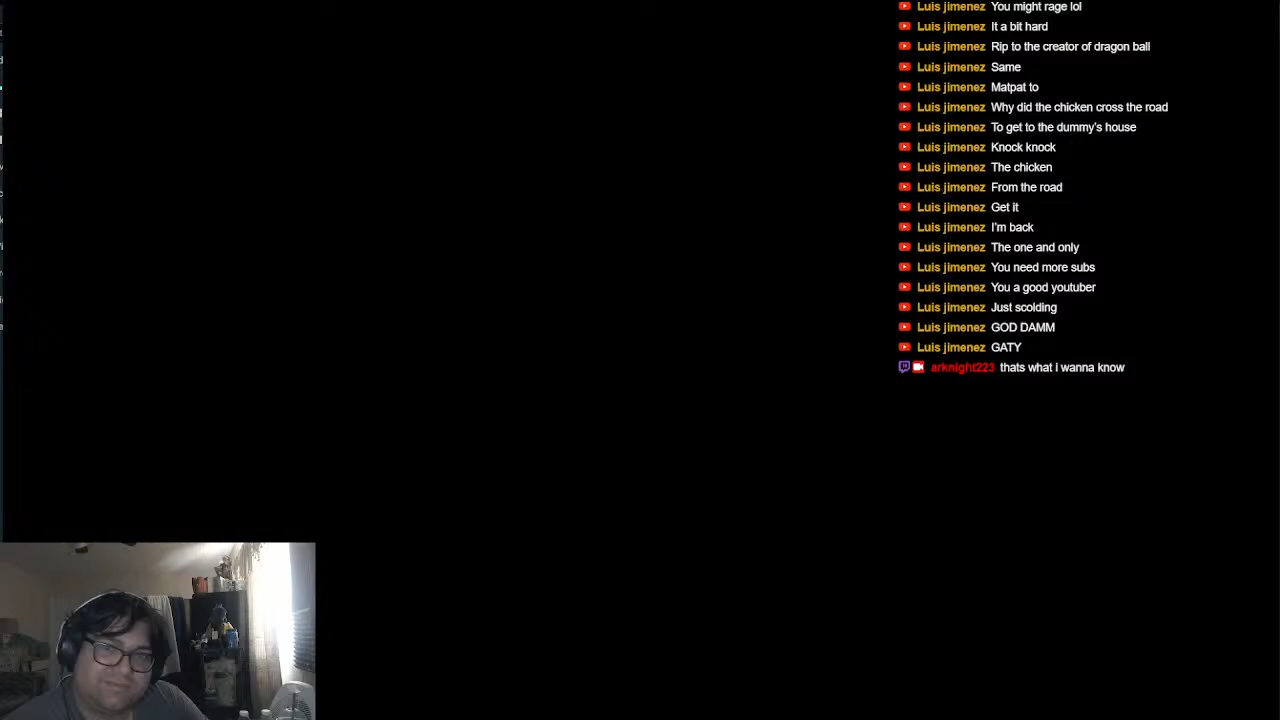 Luis jimenez You might rage lol
Luis jimenez It a bit hard
Luis jimenez Rip to the creator of dragon ball
Luis jimenez Same
Luis jimenez Matpat to
Luis jimenez Why did the chicken cross the road
Luis jimenez To get to the dummy's house
Luis jimenez Knock knock
Luis jimenez The chicken
Luis jimenez From the road
Luis jimenez Get it
Luis jimenez I'm back
Luis jimenez The one and only
Luis jimenez You need more subs
Luis jimenez You a good youtuber
Luis jimenez Just scolding
Luis jimenez GOD DAMM
Luis jimenez GATY
arknight223 thats what i wanna know